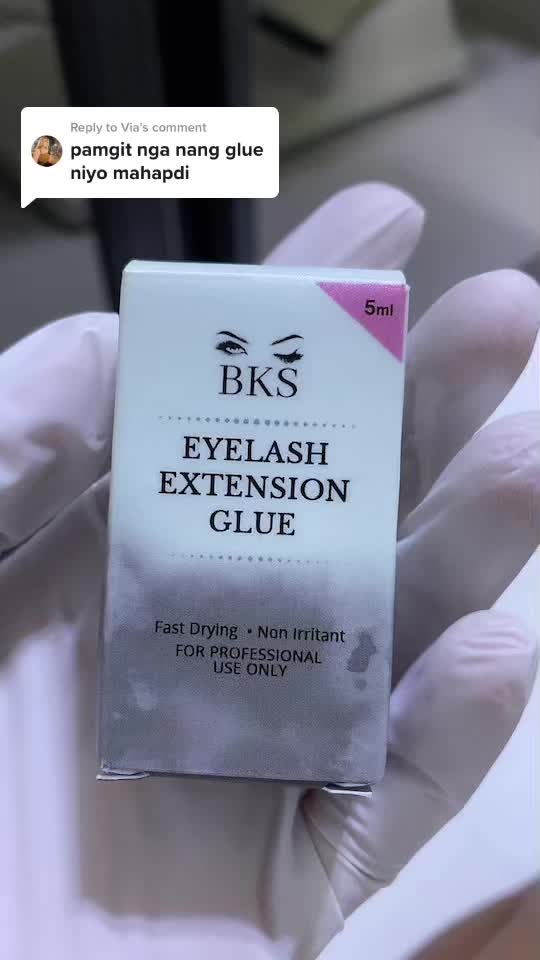 Reply to Via's comment
pamgit nga nang glue
niyo mahapdi
5ml
BKS
EYELASH
EXTENSION
GLUE
Fast Drying • Non Irritant
FOR PROFESSIONAL
USE ONLY